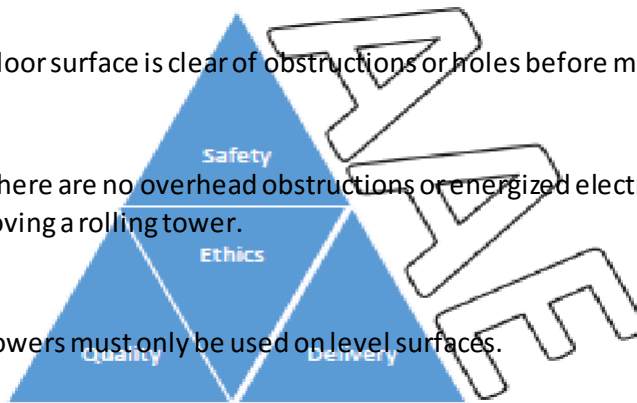 loor surface is clear of obstructions or holes before m
Safety
here are no overhead obstructions or energized electri
oving a rolling tower.
Ethics
owers must only be used on level surfaces.
Quality
Delivery
AAE